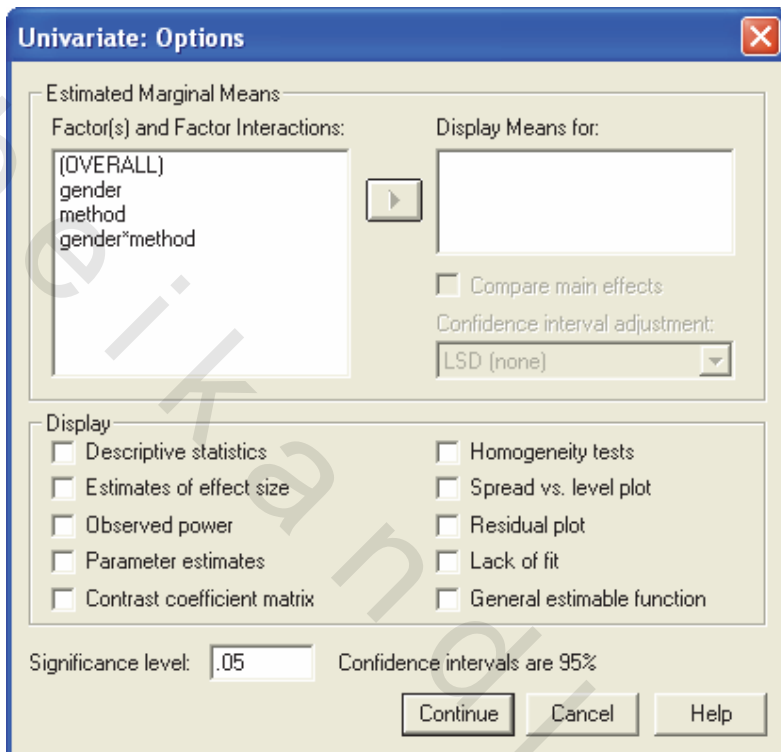 Univariate: Options
Estimated Marginal Means
Factor(s) and Factor Interactions:
(OVERALL)
gender
method
gender*method
Display Means for:
Compare main effects
Confidence interval adjustment:
LSD (none)
Display
Descriptive statistics
Estimates of effect size
Observed power
Parameter estimates
Contrast coefficient matrix
Homogeneity tests
Spread vs. level plot
Residual plot
Lack of fit
General estimable function
Significance level: .05 Confidence intervals are 95%
Continue Cancel Help